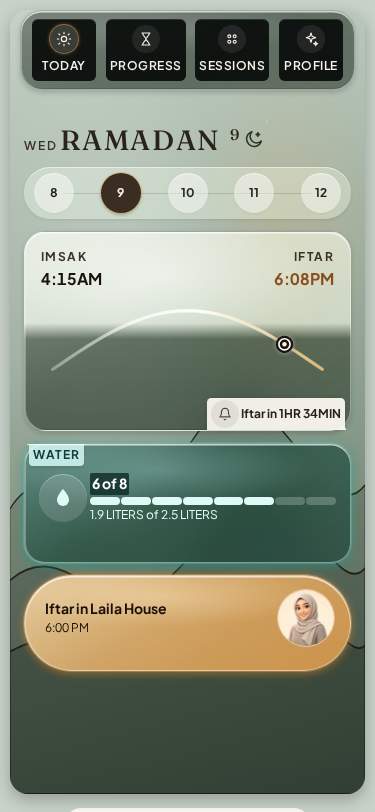 TODAY PROGRESS SESSIONS PROFILE
WED RAMADAN 9
8 9 10 11 12
IMSAK IFTAR
4:15AM 6:08PM
Iftar in 1HR 34MIN
WATER
6 of 8
1.9 LITERS of 2.5 LITERS
Iftar in Laila House
6:00 PM